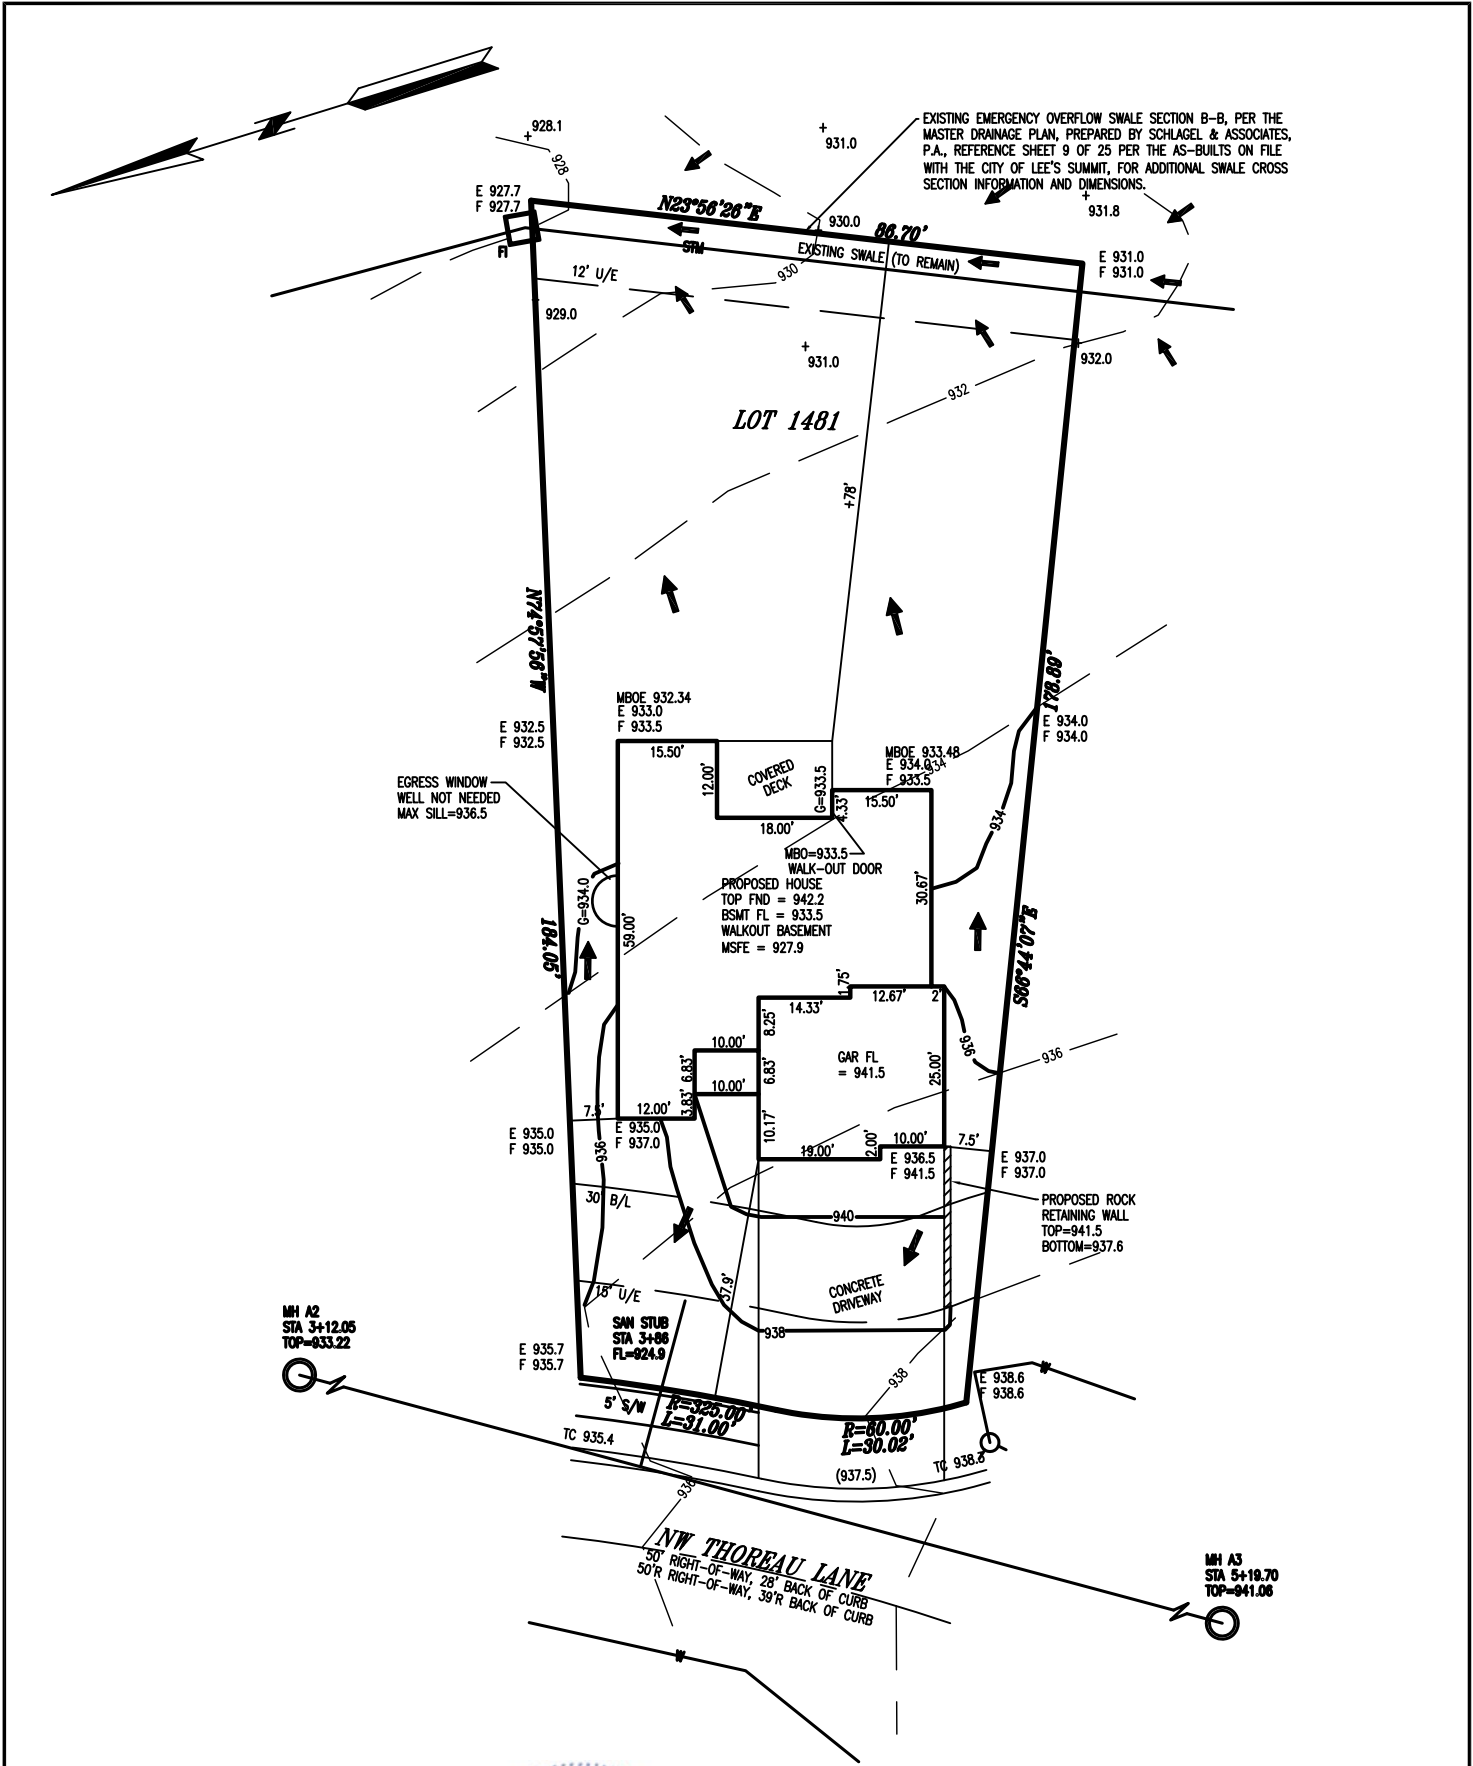 N
928.1
928
931.0
EXISTING EMERGENCY OVERFLOW SWALE SECTION B-B, PER THE
MASTER DRAINAGE PLAN, PREPARED BY SCHLAGEL & ASSOCIATES,
P.A., REFERENCE SHEET 9 OF 25 PER THE AS-BUILTS ON FILE
WITH THE CITY OF LEE'S SUMMIT, FOR ADDITIONAL SWALE CROSS
SECTION INFORMATION AND DIMENSIONS.
931.8
E 927.7
F 927.7
N23°56'26"E
930.0
86.70'
FI
STM
EXISTING SWALE (TO REMAIN)
E 931.0
F 931.0
12' U/E
930
929.0
931.0
932.0
932
LOT 1481
±78'
N74°57'56"W
178.89'
MBOE 932.34
E 933.0
F 933.5
E 932.5
F 932.5
E 934.0
F 934.0
15.50'
12.00'
COVERED
DECK
G=933.5
MBOE 933.48
E 934.0
F 933.5
934
15.50'
4.33'
EGRESS WINDOW
WELL NOT NEEDED
MAX SILL=936.5
18.00'
934
MBO=933.5
WALK-OUT DOOR
PROPOSED HOUSE
TOP FND = 942.2
BSMT FL = 933.5
WALKOUT BASEMENT
MSFE = 927.9
G=934.0
59.00'
30.67'
184.05'
S66°44'07"E
1.75'
14.33'
12.67'
2'
8.25'
10.00'
6.83'
6.83'
10.00'
GAR FL
= 941.5
25.00'
936
936
7.5'
12.00'
3.83'
10.17'
E 935.0
F 935.0
E 935.0
F 937.0
936
19.00'
2.00'
10.00'
7.5'
E 936.5
F 941.5
E 937.0
F 937.0
30' B/L
940
PROPOSED ROCK
RETAINING WALL
TOP=941.5
BOTTOM=937.6
15' U/E
37.9'
CONCRETE
DRIVEWAY
MH A2
STA 3+12.05
TOP=933.22
SAN STUB
STA 3+86
FL=924.9
938
E 935.7
F 935.7
938
E 938.6
F 938.6
W
5' S/W
R=325.00'
L=31.00'
R=60.00'
L=30.02'
TC 935.4
(937.5)
TC 938.3
936
NW THOREAU LANE
50' RIGHT-OF-WAY, 28' BACK OF CURB
50'R RIGHT-OF-WAY, 39'R BACK OF CURB
MH A3
STA 5+19.70
TOP=941.06
W